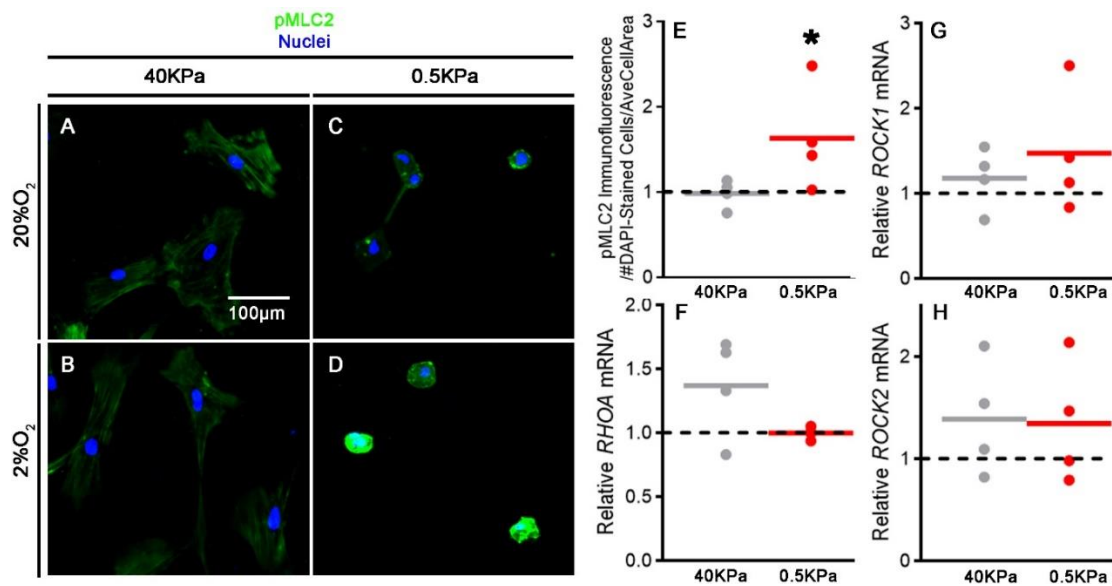 pMLC2
Nuclei
40KPa 0.5KPa
20%O₂
2%O₂
A
C
100µm
B
D
E
*
pMLC2 Immunofluorescence
/#DAPI-Stained Cells/AveCellArea
3
2
1
0
40KPa 0.5KPa
G
Relative ROCK1 mRNA
3
2
1
0
40KPa 0.5KPa
F
Relative RHOA mRNA
2.0
1.5
1.0
0.5
0.0
40KPa 0.5KPa
H
Relative ROCK2 mRNA
2
1
0
40KPa 0.5KPa